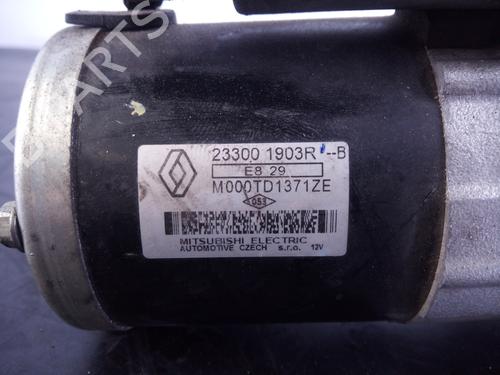 23300 1903R --B
E8 29
M000TD1371ZE
053
MITSUBISHI ELECTRIC
AUTOMOTIVE CZECH s.r.o. 12V